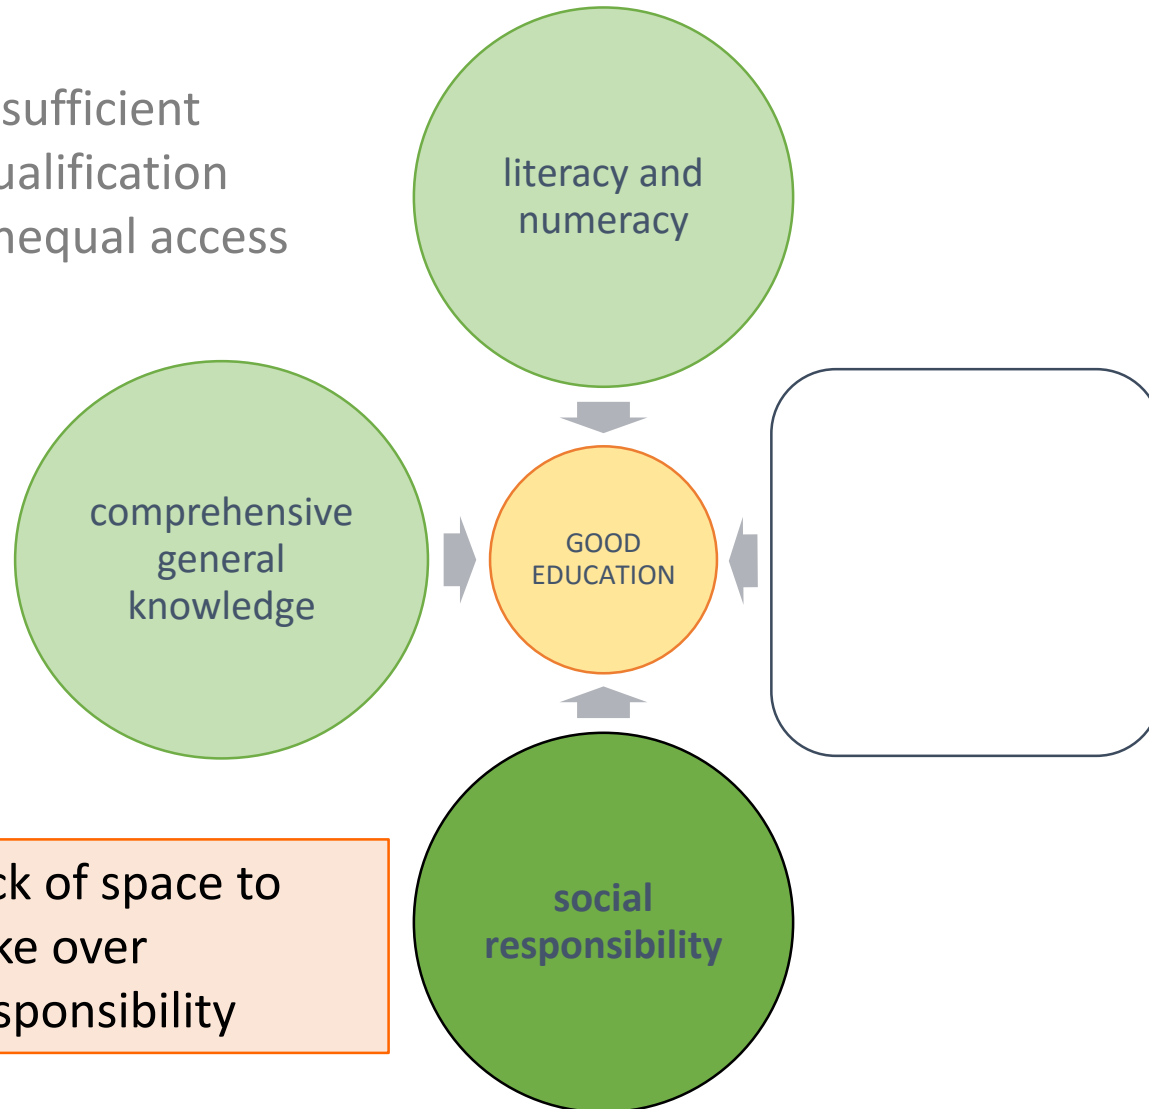 sufficient
ualification
nequal access
literacy and
numeracy
comprehensive
general
knowledge
GOOD
EDUCATION
ck of space to
ke over
sponsibility
social
responsibility